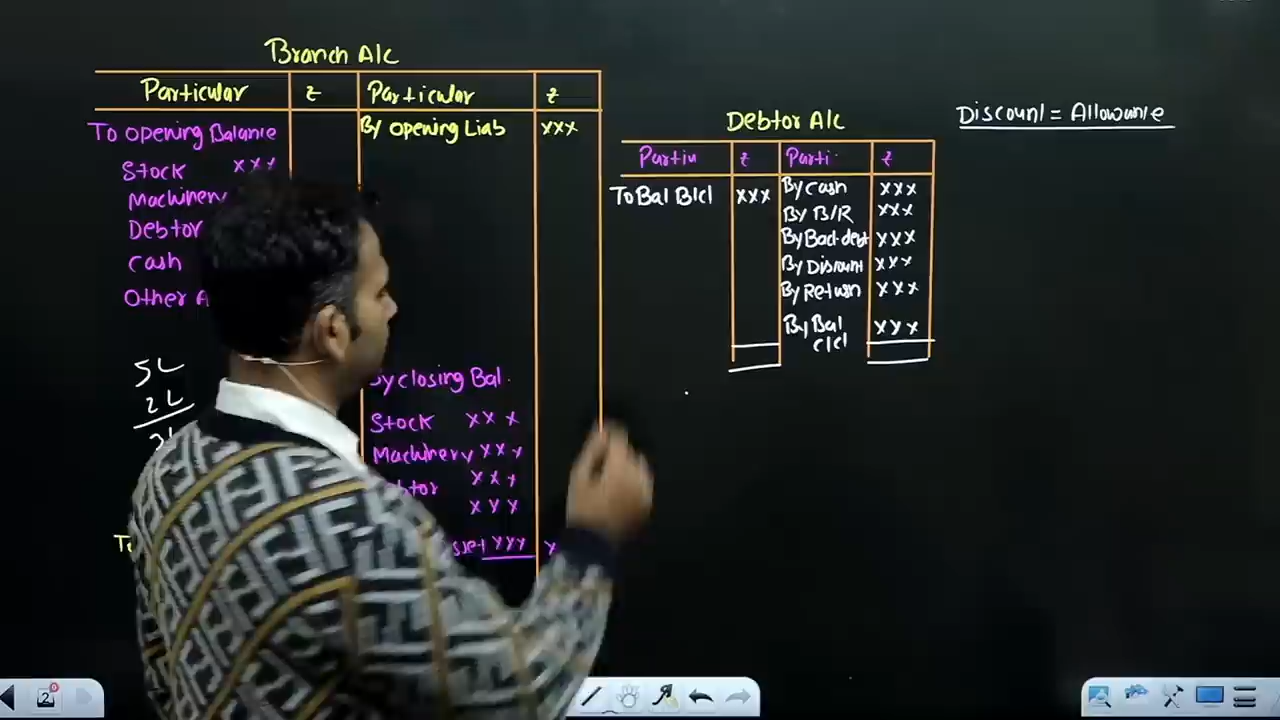 Branch A/c
Particular ₹ Particular ₹
To Opening Balance By Opening Liab xxx
Stock xxx
Machinery
Debtor
Cash
Other A
5L
2L
By closing Bal.
Stock xxx
Machinery xxx
xxx
xxx
xxx
Debtor A/c
Partiu ₹ Parti. ₹
To Bal B/d xxx By Cash xxx
By B/R xxx
By Bad-debt xxx
By Discount xxx
By Return xxx
By Bal xxx
c/d
Discount = Allowance
2